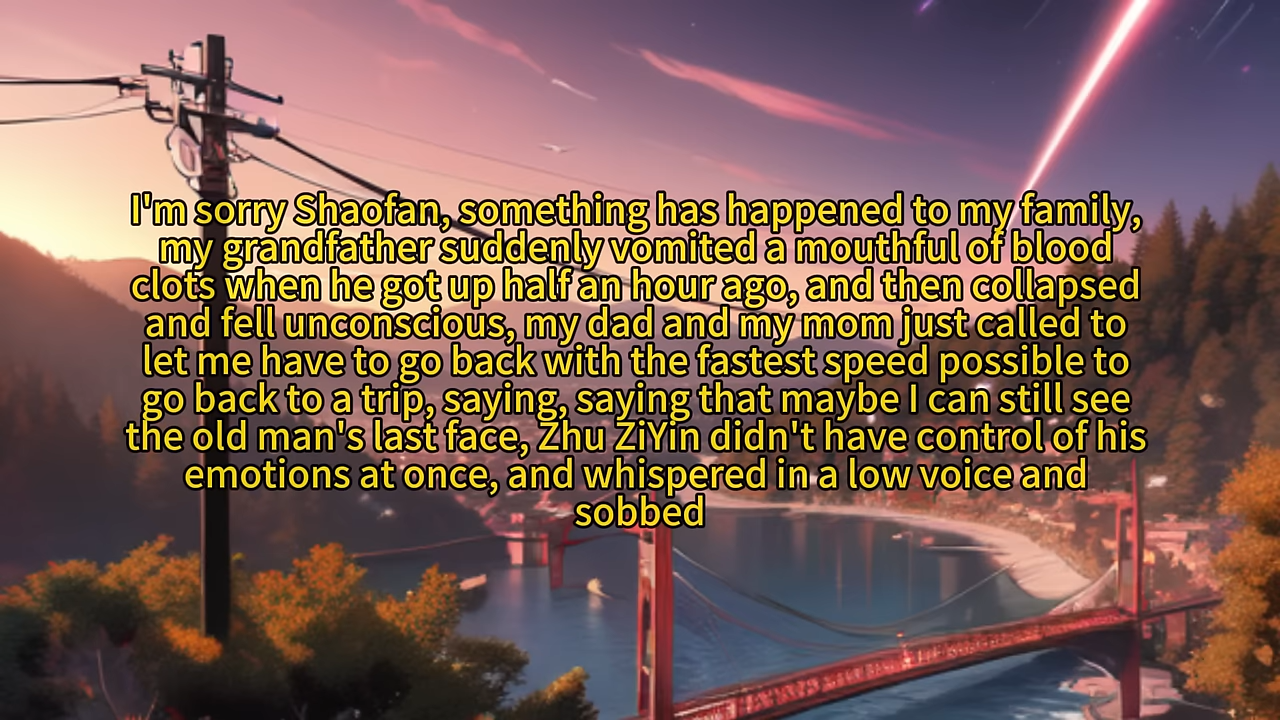 I'm sorry Shaofan, something has happened to my family,
my grandfather suddenly vomited a mouthful of blood
clots when he got up half an hour ago, and then collapsed
and fell unconscious, my dad and my mom just called to
let me have to go back with the fastest speed possible to
go back to a trip, saying, saying that maybe I can still see
the old man's last face, Zhu ZiYin didn't have control of his
emotions at once, and whispered in a low voice and
sobbed